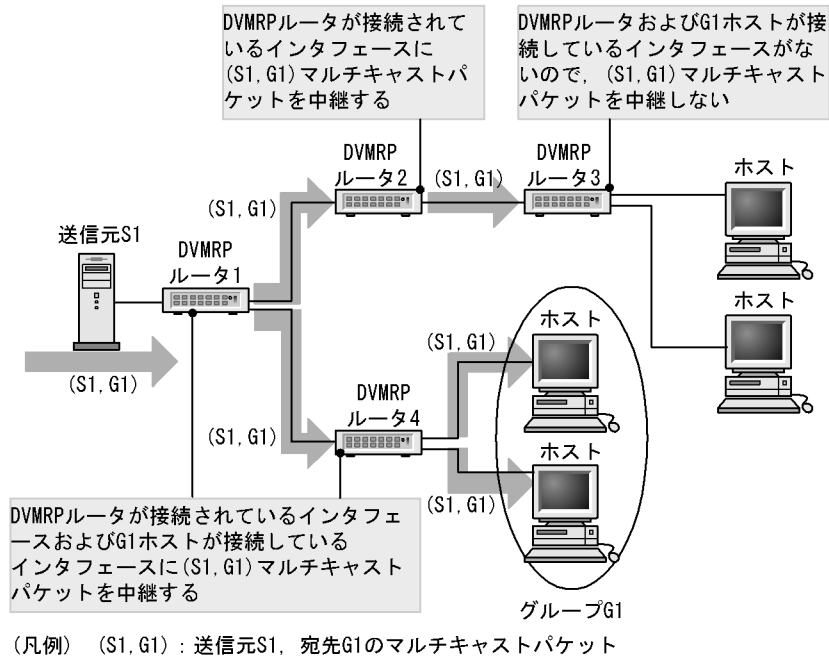 DVMRPルータが接続されて
いるインタフェースに
(S1,G1)マルチキャストパ
ケットを中継する
DVMRPルータおよびG1ホストが接
続しているインタフェースがな
いので，(S1,G1)マルチキャスト
パケットを中継しない
DVMRP
ルータ2
(S1,G1)
DVMRP
ルータ3
ホスト
(S1,G1)
送信元S1
DVMRP
ルータ1
ホスト
ホスト
(S1,G1)
(S1,G1)
DVMRP
ルータ4
(S1,G1)
ホスト
(S1,G1)
DVMRPルータが接続されているインタフェ
ースおよびG1ホストが接続している
インタフェースに(S1,G1)マルチキャスト
パケットを中継する
グループG1
(凡例) (S1,G1)：送信元S1，宛先G1のマルチキャストパケット